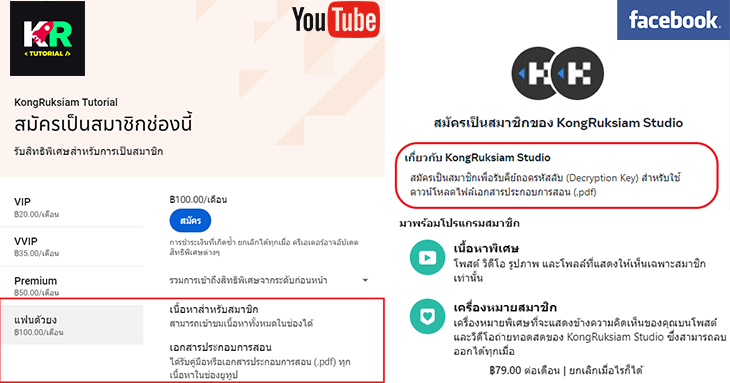 KR
< TUTORIAL />
YouTube
KongRuksiam Tutorial
สมัครเป็นสมาชิกช่องนี้
รับสิทธิพิเศษสำหรับการเป็นสมาชิก
VIP
฿20.00/เดือน
VVIP
฿35.00/เดือน
Premium
฿50.00/เดือน
แฟนตัวยง
฿100.00/เดือน
฿100.00/เดือน
สมัคร
การชำระเงินที่เกิดซ้ำ ยกเลิกได้ทุกเมื่อ ครีเอเตอร์อาจอัปเดต
สิทธิพิเศษต่างๆ
รวมการเข้าถึงสิทธิพิเศษจากระดับก่อนหน้า
เนื้อหาสำหรับสมาชิก
สามารถเข้าชมเนื้อหาทั้งหมดในช่องได้
เอกสารประกอบการสอน
ได้รับคู่มือหรือเอกสารประกอบการสอน (.pdf) ทุก
เนื้อหาในช่องยูทูป
facebook
สมัครเป็นสมาชิกของ KongRuksiam Studio
เกี่ยวกับ KongRuksiam Studio
สมัครเป็นสมาชิกเพื่อรับคีย์ถอดรหัสลับ (Decryption Key) สำหรับใช้
ดาวน์โหลดไฟล์เอกสารประกอบการสอน (.pdf)
มาพร้อมโปรแกรมสมาชิก
เนื้อหาพิเศษ
โพสต์ วิดีโอ รูปภาพ และโพลล์ที่แสดงให้เห็นเฉพาะสมาชิก
เท่านั้น
เครื่องหมายสมาชิก
เครื่องหมายพิเศษที่จะแสดงข้างความคิดเห็นของคุณบนโพสต์
และวิดีโอถ่ายทอดสดของ KongRuksiam Studio ซึ่งสามารถลบ
ออกได้ทุกเมื่อ
฿79.00 ต่อเดือน | ยกเลิกเมื่อไรก็ได้